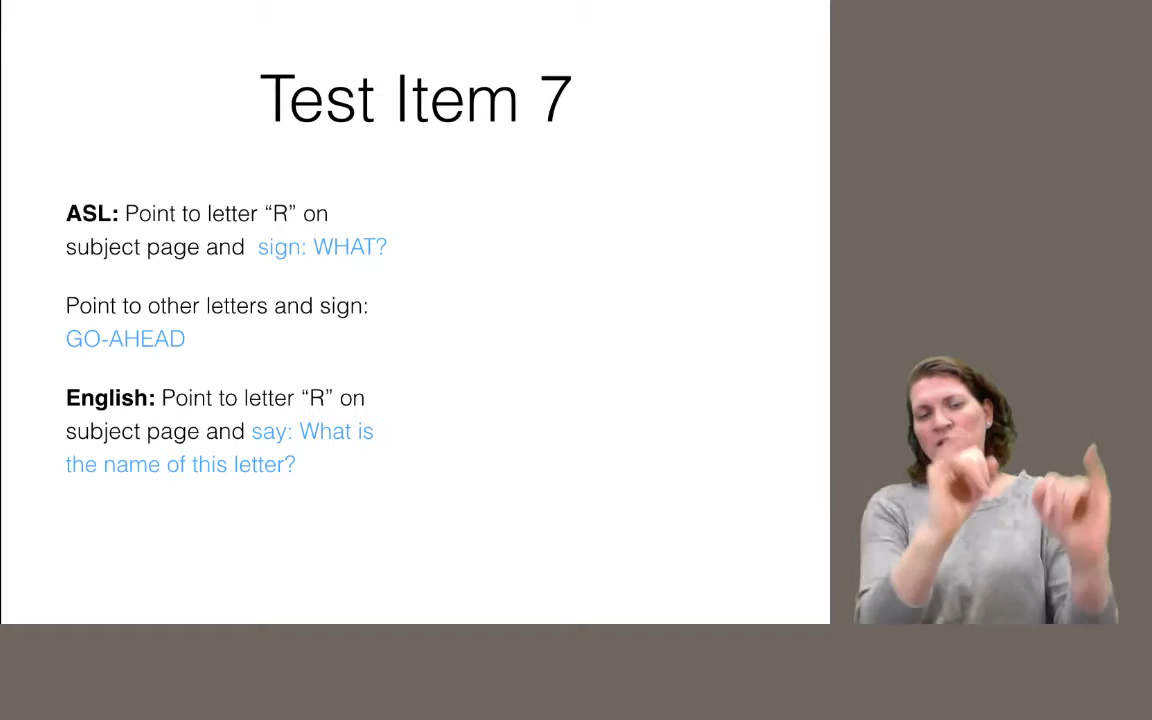 Test Item 7
ASL: Point to letter “R” on
subject page and sign: WHAT?
Point to other letters and sign:
GO-AHEAD
English: Point to letter “R” on
subject page and say: What is
the name of this letter?